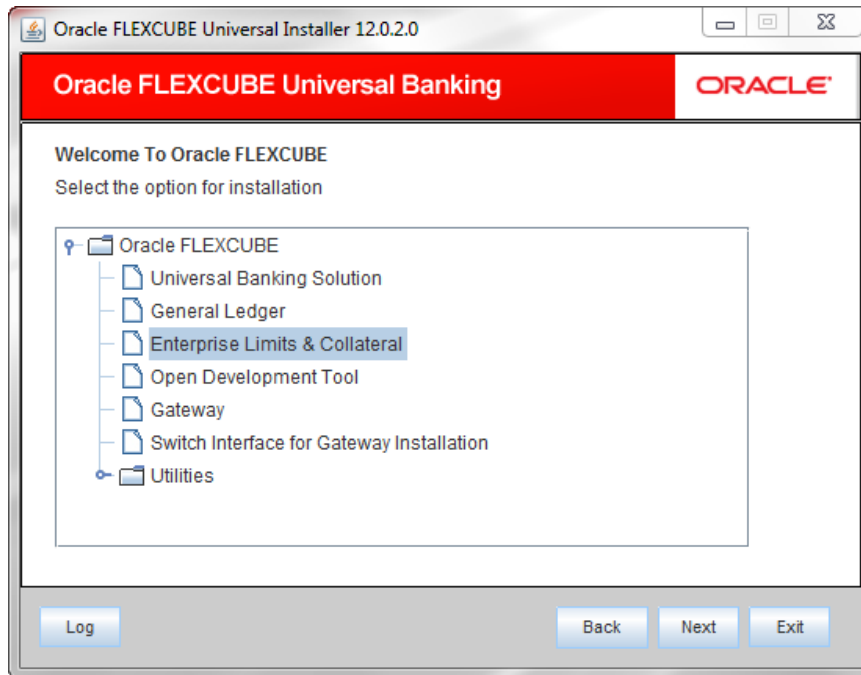 Oracle FLEXCUBE Universal Installer 12.0.2.0
Oracle FLEXCUBE Universal Banking
ORACLE
Welcome To Oracle FLEXCUBE
Select the option for installation
Oracle FLEXCUBE
Universal Banking Solution
General Ledger
Enterprise Limits & Collateral
Open Development Tool
Gateway
Switch Interface for Gateway Installation
Utilities
Log Back Next Exit